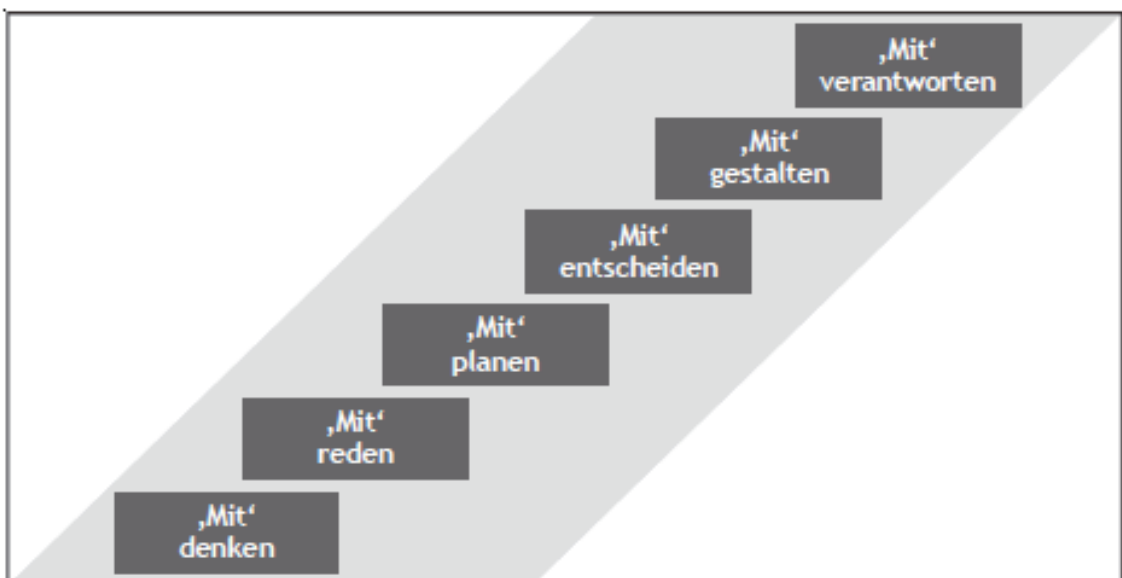 ‚Mit‘
verantworten
‚Mit‘
gestalten
‚Mit‘
entscheiden
‚Mit‘
planen
‚Mit‘
reden
‚Mit‘
denken